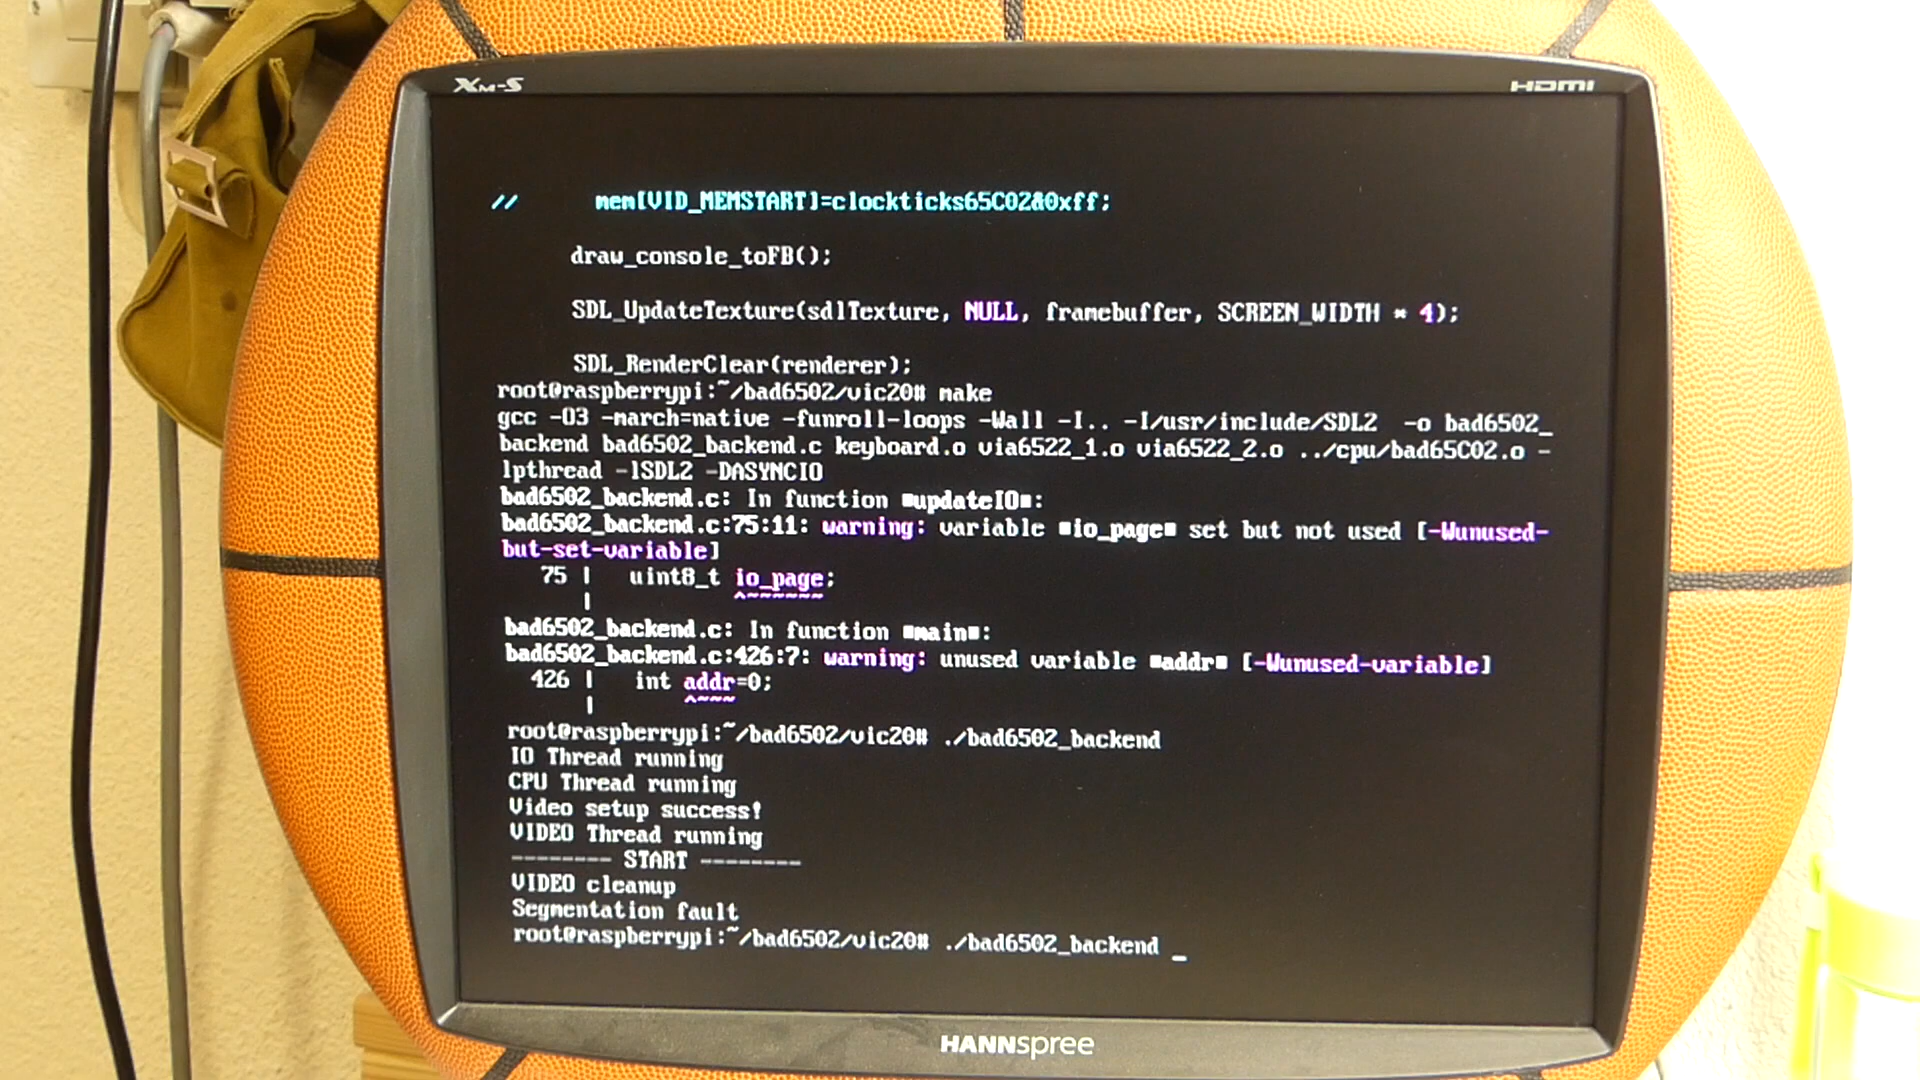 XM-S
HDMI
//      mem[VID_MEMSTART]=clockticks65C02&0xff;
draw_console_toFB();
SDL_UpdateTexture(sdlTexture, NULL, framebuffer, SCREEN_WIDTH * 4);
SDL_RenderClear(renderer);
root@raspberrypi:~/bad6502/vic20# make
gcc -O3 -march=native -funroll-loops -Wall -I.. -I/usr/include/SDL2  -o bad6502_
backend bad6502_backend.c keyboard.o via6522_1.o via6522_2.o ../cpu/bad65C02.o -
lpthread -lSDL2 -DASYNCIO
bad6502_backend.c: In function ■updateIO■:
bad6502_backend.c:75:11: warning: variable ■io_page■ set but not used [-Wunused-
but-set-variable]
75 |   uint8_t io_page;
|           ^~~~~~~
bad6502_backend.c: In function ■main■:
bad6502_backend.c:426:7: warning: unused variable ■addr■ [-Wunused-variable]
426 |   int addr=0;
|       ^~~~
root@raspberrypi:~/bad6502/vic20# ./bad6502_backend
IO Thread running
CPU Thread running
Video setup success!
VIDEO Thread running
-------- START --------
VIDEO cleanup
Segmentation fault
root@raspberrypi:~/bad6502/vic20# ./bad6502_backend _
HANNspree